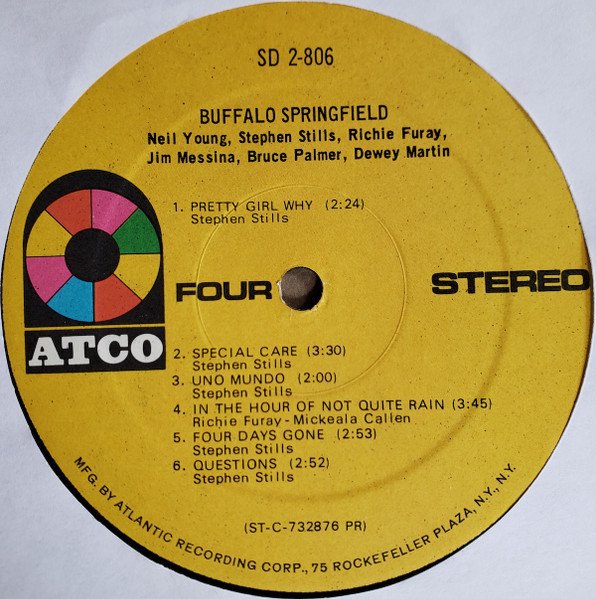 SD 2-806
BUFFALO SPRINGFIELD
Neil Young, Stephen Stills, Richie Furay,
Jim Messina, Bruce Palmer, Dewey Martin
1. PRETTY GIRL WHY (2:24)
Stephen Stills
FOUR
STEREO
ATCO
2. SPECIAL CARE (3:30)
Stephen Stills
3. UNO MUNDO (2:00)
Stephen Stills
4. IN THE HOUR OF NOT QUITE RAIN (3:45)
Richie Furay - Mickeala Callen
5. FOUR DAYS GONE (2:53)
Stephen Stills
6. QUESTIONS (2:52)
Stephen Stills
(ST-C-732876 PR)
MFG. BY ATLANTIC RECORDING CORP., 75 ROCKEFELLER PLAZA, N.Y., N.Y.